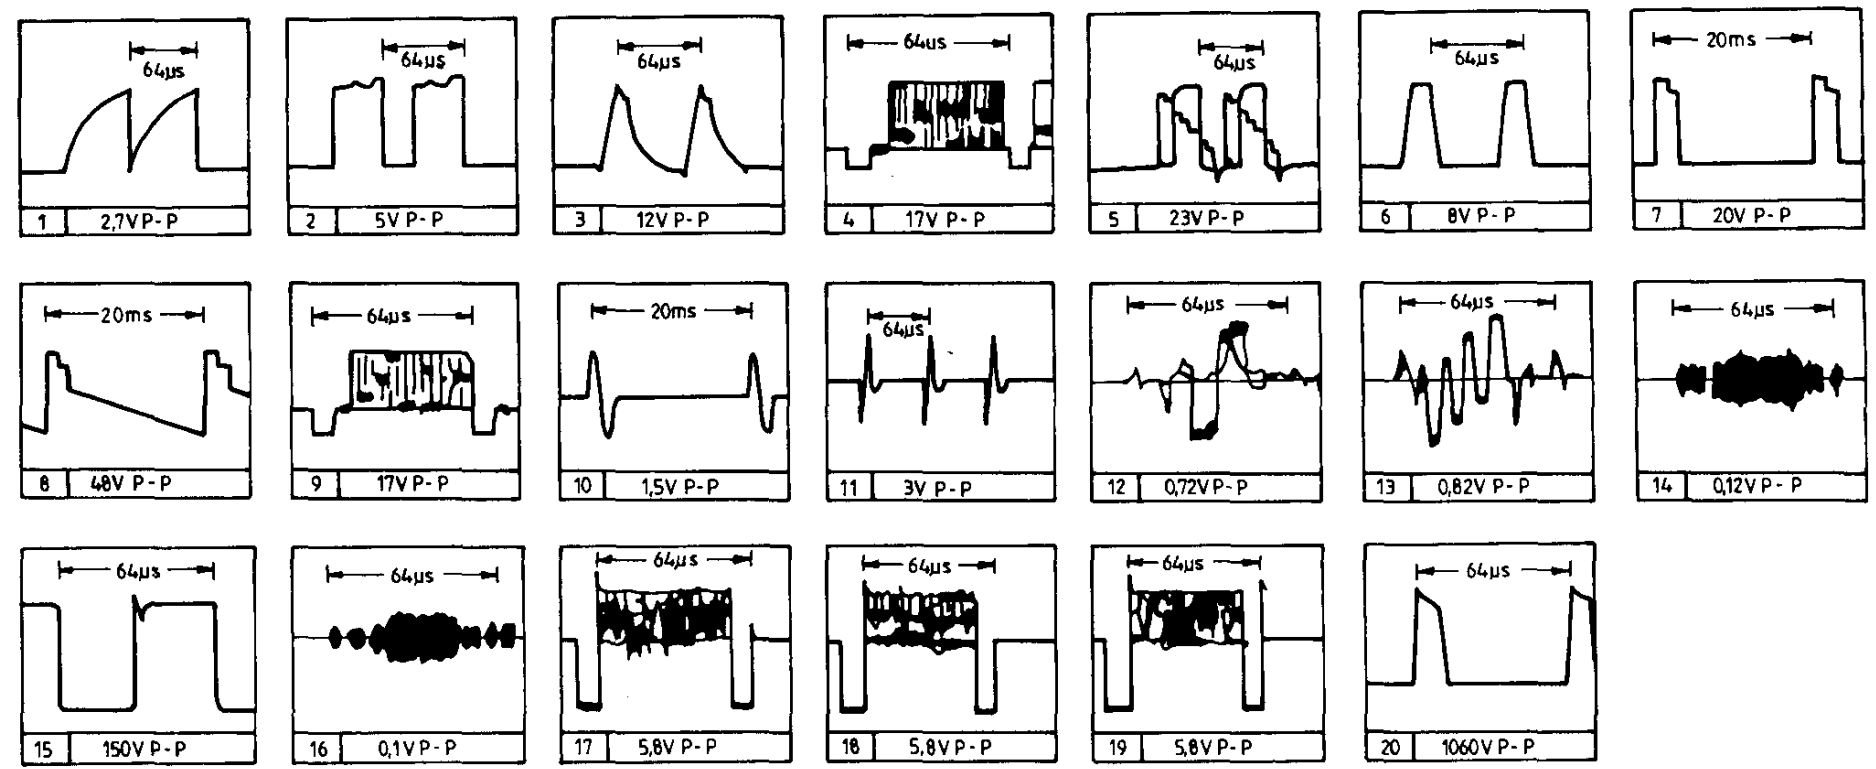 64µs
1 2,7V P-P
64µs
2 5V P-P
64µs
3 12V P-P
64us
4 17V P-P
64µs
5 23V P-P
64µs
6 8V P-P
20ms
7 20V P-P
20ms
8 48V P-P
64µs
9 17V P-P
20ms
10 1,5V P-P
64µs
11 3V P-P
64µs
12 0,72V P-P
64µs
13 0,82V P-P
64µs
14 0,12V P-P
64µs
15 150V P-P
64µs
16 0,1V P-P
64µs
17 5,8V P-P
64µs
18 5,8V P-P
64µs
19 5,8V P-P
64µs
20 1060V P-P